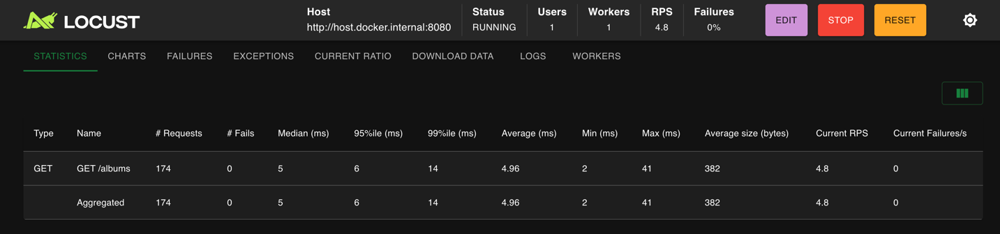 LOCUST
Host
http://host.docker.internal:8080
Status
RUNNING
Users
1
Workers
1
RPS
4.8
Failures
0%
EDIT
STOP
RESET
STATISTICS CHARTS FAILURES EXCEPTIONS CURRENT RATIO DOWNLOAD DATA LOGS WORKERS
Type Name # Requests # Fails Median (ms) 95%ile (ms) 99%ile (ms) Average (ms) Min (ms) Max (ms) Average size (bytes) Current RPS Current Failures/s
GET GET /albums 174 0 5 6 14 4.96 2 41 382 4.8 0
Aggregated 174 0 5 6 14 4.96 2 41 382 4.8 0